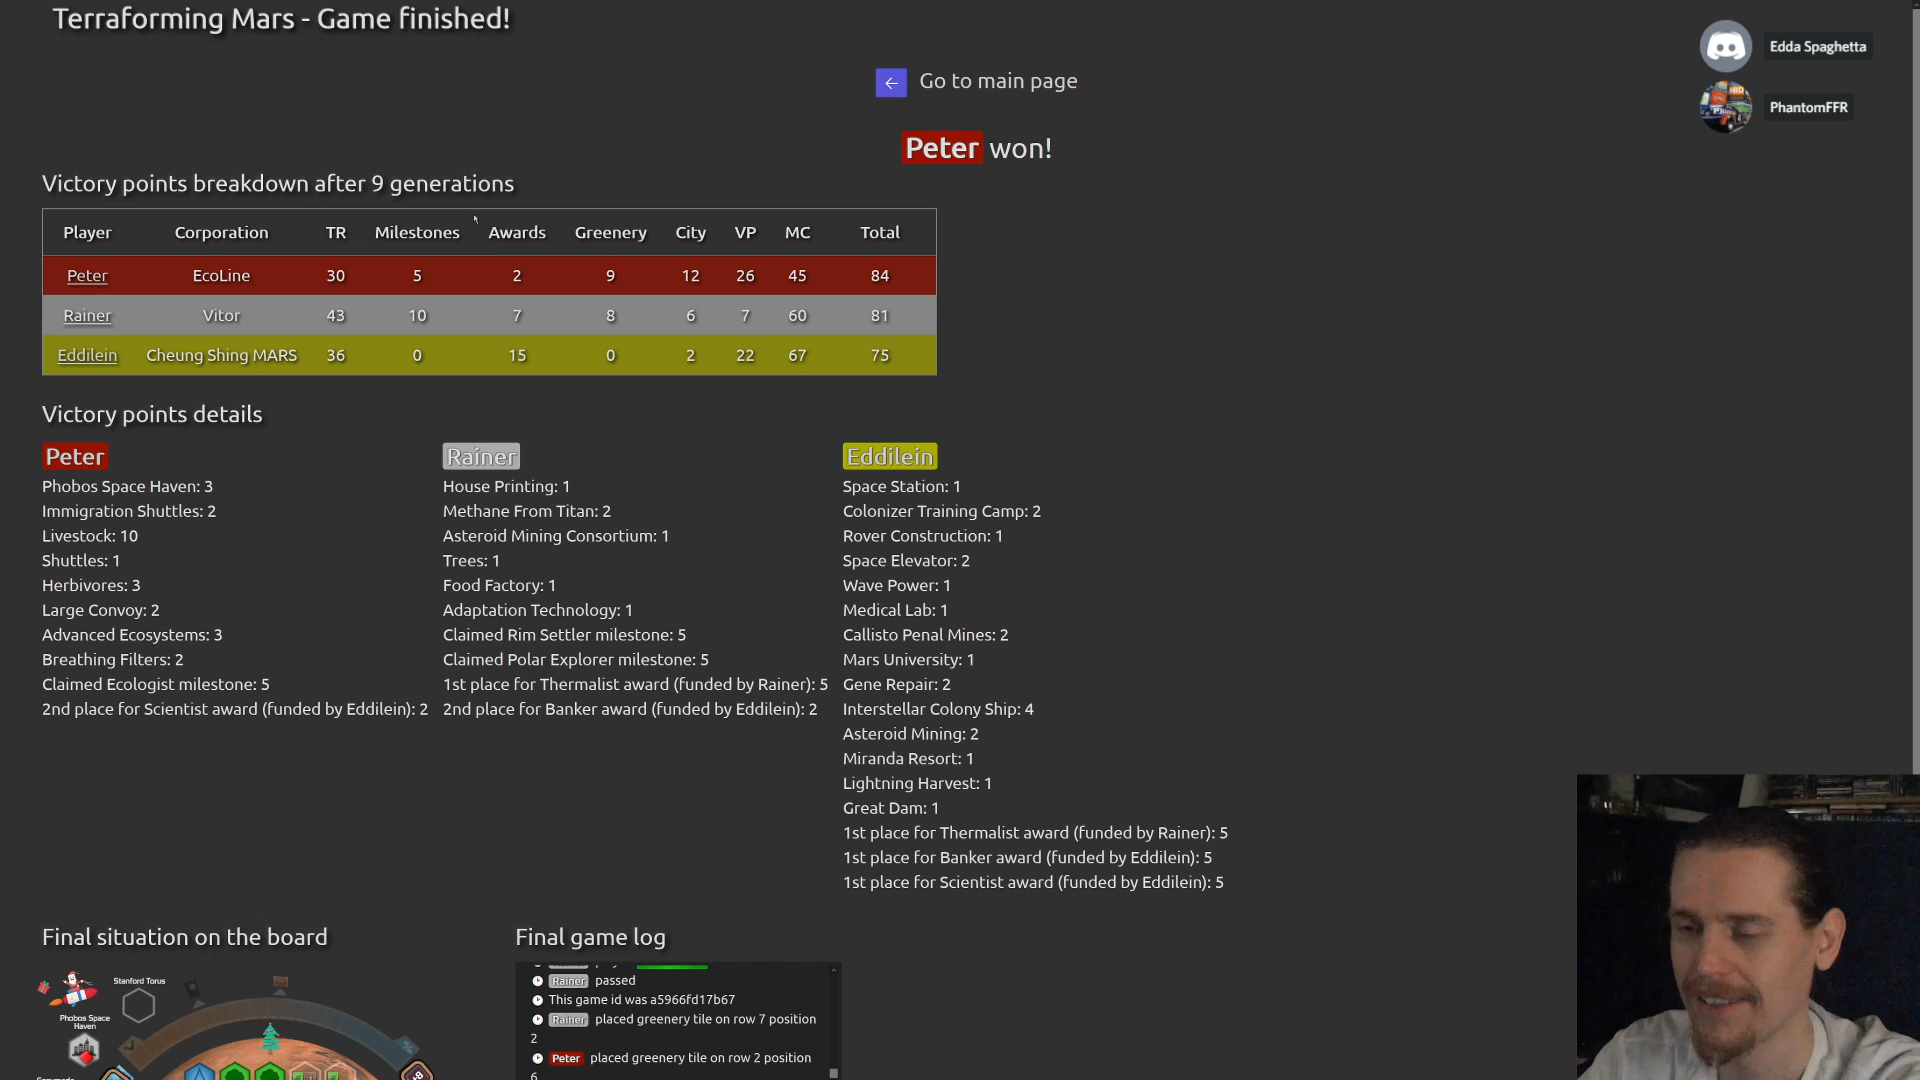 Terraforming Mars - Game finished!
Edda Spaghetta
Go to main page
PhantomFFR
Peter won!
Victory points breakdown after 9 generations
Player Corporation TR Milestones Awards Greenery City VP MC Total
Peter EcoLine 30 5 2 9 12 26 45 84
Rainer Vitor 43 10 7 8 6 7 60 81
Eddilein Cheung Shing MARS 36 0 15 0 2 22 67 75
Victory points details
Peter
Phobos Space Haven: 3
Immigration Shuttles: 2
Livestock: 10
Shuttles: 1
Herbivores: 3
Large Convoy: 2
Advanced Ecosystems: 3
Breathing Filters: 2
Claimed Ecologist milestone: 5
2nd place for Scientist award (funded by Eddilein): 2
Rainer
House Printing: 1
Methane From Titan: 2
Asteroid Mining Consortium: 1
Trees: 1
Food Factory: 1
Adaptation Technology: 1
Claimed Rim Settler milestone: 5
Claimed Polar Explorer milestone: 5
1st place for Thermalist award (funded by Rainer): 5
2nd place for Banker award (funded by Eddilein): 2
Eddilein
Space Station: 1
Colonizer Training Camp: 2
Rover Construction: 1
Space Elevator: 2
Wave Power: 1
Medical Lab: 1
Callisto Penal Mines: 2
Mars University: 1
Gene Repair: 2
Interstellar Colony Ship: 4
Asteroid Mining: 2
Miranda Resort: 1
Lightning Harvest: 1
Great Dam: 1
1st place for Thermalist award (funded by Rainer): 5
1st place for Banker award (funded by Eddilein): 5
1st place for Scientist award (funded by Eddilein): 5
Final situation on the board
Stanford Torus
Phobos Space
Haven
Final game log
Rainer passed
This game id was a5966fd17b67
Rainer placed greenery tile on row 7 position
2
Peter placed greenery tile on row 2 position
6